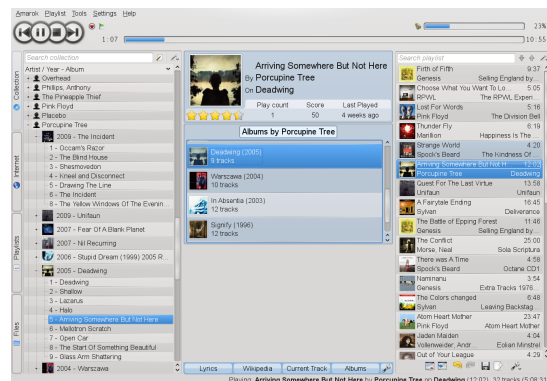 Amarok Playlist Tools Settings Help
23%
1:07
10:55
Collection
Internet
Playlists
Files
Search collection
Artist / Year - Album
Overhead
Phillips, Anthony
The Pineapple Thief
Pink Floyd
Placebo
Porcupine Tree
2009 - The Incident
1 - Occam's Razor
2 - The Blind House
3 - Shesmovedon
4 - Kneel and Disconnect
5 - Drawing The Line
6 - The Incident
8 - The Yellow Windows Of The Evenin...
2009 - Unifaun
2007 - Fear Of A Blank Planet
2007 - Nil Recurring
2006 - Stupid Dream (1999) 2005 R...
2005 - Deadwing
1 - Deadwing
2 - Shallow
3 - Lazarus
4 - Halo
5 - Arriving Somewhere But Not Here
6 - Mellotron Scratch
7 - Open Car
8 - The Start Of Something Beautiful
9 - Glass Arm Shattering
2004 - Warszawa
Arriving Somewhere But Not Here
By Porcupine Tree
On Deadwing
Play count Score Last Played
1 50 4 weeks ago
Albums by Porcupine Tree
Deadwing (2005)
9 tracks
Warszawa (2004)
10 tracks
In Absentia (2003)
12 tracks
Signify (1996)
12 tracks
Lyrics Wikipedia Current Track Albums
Search playlist
Firth of Fifth 9:37
Genesis Selling England by...
Choose What You Want To Lo... 5:05
RPWL The RPWL Experi...
Lost For Words 5:16
Pink Floyd The Division Bell
Thunder Fly 6:19
Marillion Happiness Is The ...
Strange World 4:20
Spock's Beard The Kindness Of ...
Arriving Somewhere But Not H... 12:02
Porcupine Tree Deadwing
Quest For The Last Virtue 13:58
Unifaun Unifaun
A Fairytale Ending 16:45
Sylvan Deliverance
The Battle of Epping Forest 11:46
Genesis Selling England by...
The Conflict 25:00
Morse, Neal Sola Scriptura
There was A Time 4:58
Spock's Beard Octane CD1
Naminanu 3:54
Genesis Extra Tracks 1976...
The Colors changed 6:48
Sylvan Leaving Backstag...
Atom Heart Mother 23:47
Pink Floyd Atom Heart Mother
Jaden Maiden 4:04
Vollenweider, Andr... Eolian Minstrel
Out of Your League 4:29
Playing: Arriving Somewhere But Not Here by Porcupine Tree on Deadwing (12:02) 32 tracks (5:08:31)